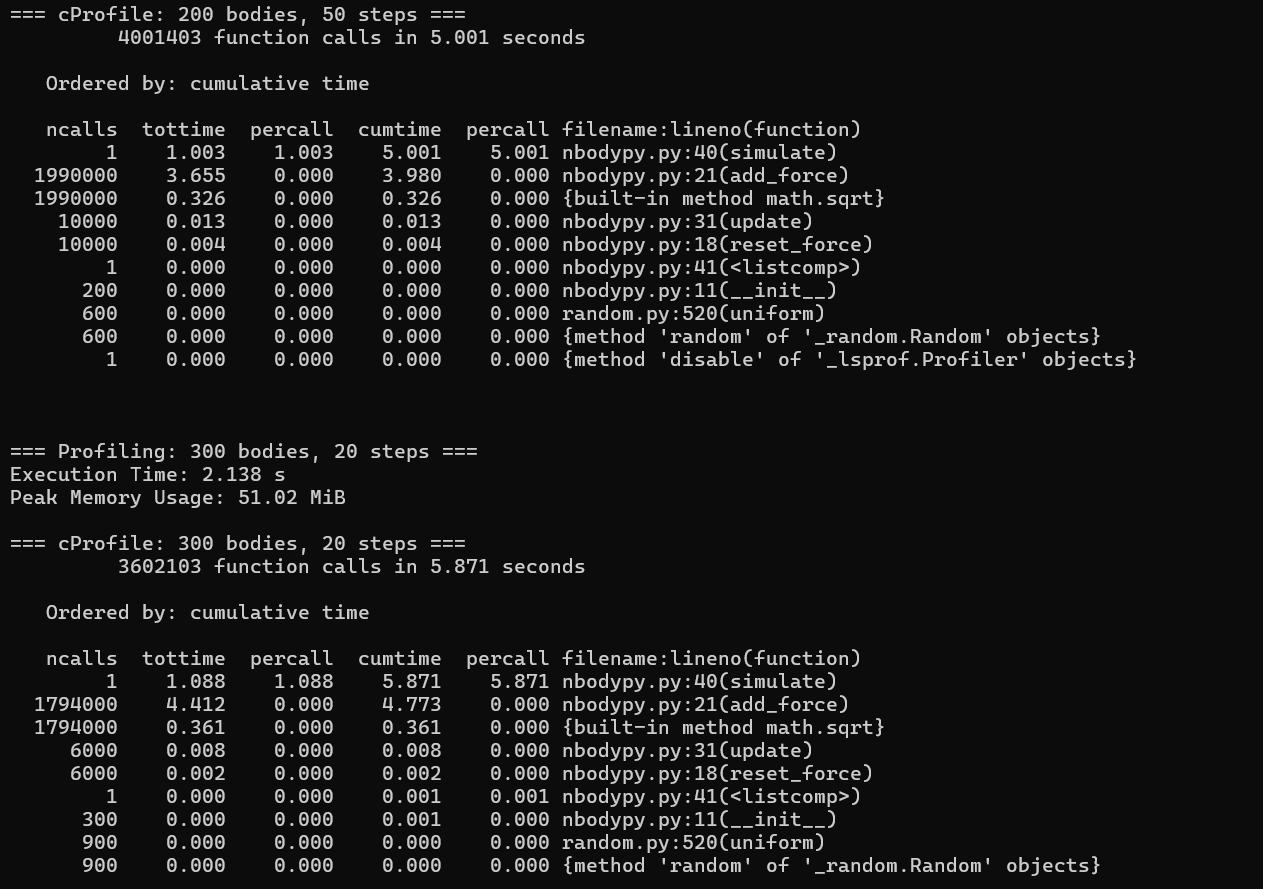 === cProfile: 200 bodies, 50 steps ===
         4001403 function calls in 5.001 seconds

   Ordered by: cumulative time

   ncalls  tottime  percall  cumtime  percall filename:lineno(function)
        1    1.003    1.003    5.001    5.001 nbodypy.py:40(simulate)
  1990000    3.655    0.000    3.980    0.000 nbodypy.py:21(add_force)
  1990000    0.326    0.000    0.326    0.000 {built-in method math.sqrt}
    10000    0.013    0.000    0.013    0.000 nbodypy.py:31(update)
    10000    0.004    0.000    0.004    0.000 nbodypy.py:18(reset_force)
        1    0.000    0.000    0.000    0.000 nbodypy.py:41(<listcomp>)
      200    0.000    0.000    0.000    0.000 nbodypy.py:11(__init__)
      600    0.000    0.000    0.000    0.000 random.py:520(uniform)
      600    0.000    0.000    0.000    0.000 {method 'random' of '_random.Random' objects}
        1    0.000    0.000    0.000    0.000 {method 'disable' of '_lsprof.Profiler' objects}

=== Profiling: 300 bodies, 20 steps ===
Execution Time: 2.138 s
Peak Memory Usage: 51.02 MiB

=== cProfile: 300 bodies, 20 steps ===
         3602103 function calls in 5.871 seconds

   Ordered by: cumulative time

   ncalls  tottime  percall  cumtime  percall filename:lineno(function)
        1    1.088    1.088    5.871    5.871 nbodypy.py:40(simulate)
  1794000    4.412    0.000    4.773    0.000 nbodypy.py:21(add_force)
  1794000    0.361    0.000    0.361    0.000 {built-in method math.sqrt}
     6000    0.008    0.000    0.008    0.000 nbodypy.py:31(update)
     6000    0.002    0.000    0.002    0.000 nbodypy.py:18(reset_force)
        1    0.000    0.000    0.001    0.001 nbodypy.py:41(<listcomp>)
      300    0.000    0.000    0.001    0.000 nbodypy.py:11(__init__)
      900    0.000    0.000    0.000    0.000 random.py:520(uniform)
      900    0.000    0.000    0.000    0.000 {method 'random' of '_random.Random' objects}